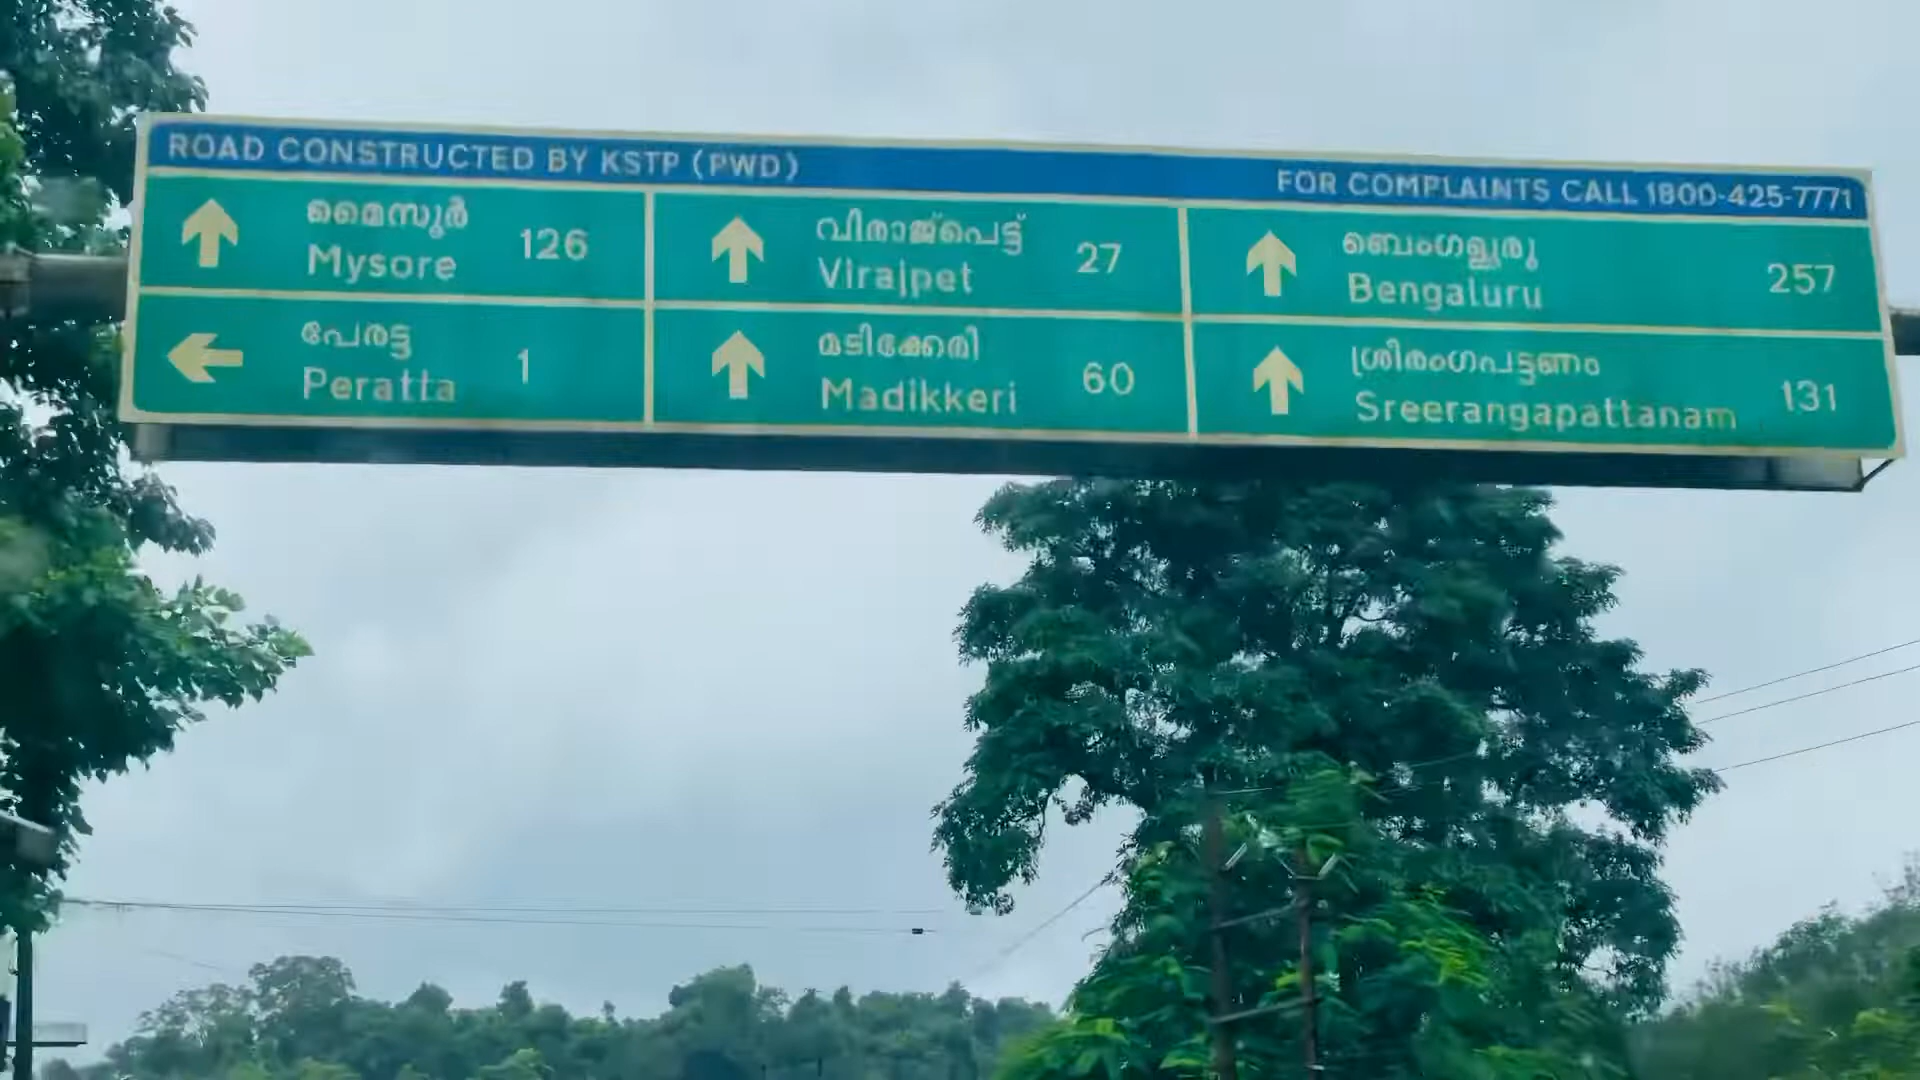 ROAD CONSTRUCTED BY KSTP (PWD)
FOR COMPLAINTS CALL 1800-425-7771
മൈസൂർ
Mysore 126
വിരാജ്പെട്ട്
Virajpet 27
ബെംഗളൂരു
Bengaluru 257
പേരട്ട
Peratta 1
മടിക്കേരി
Madikkeri 60
ശ്രീരംഗപട്ടണം
Sreerangapattanam 131